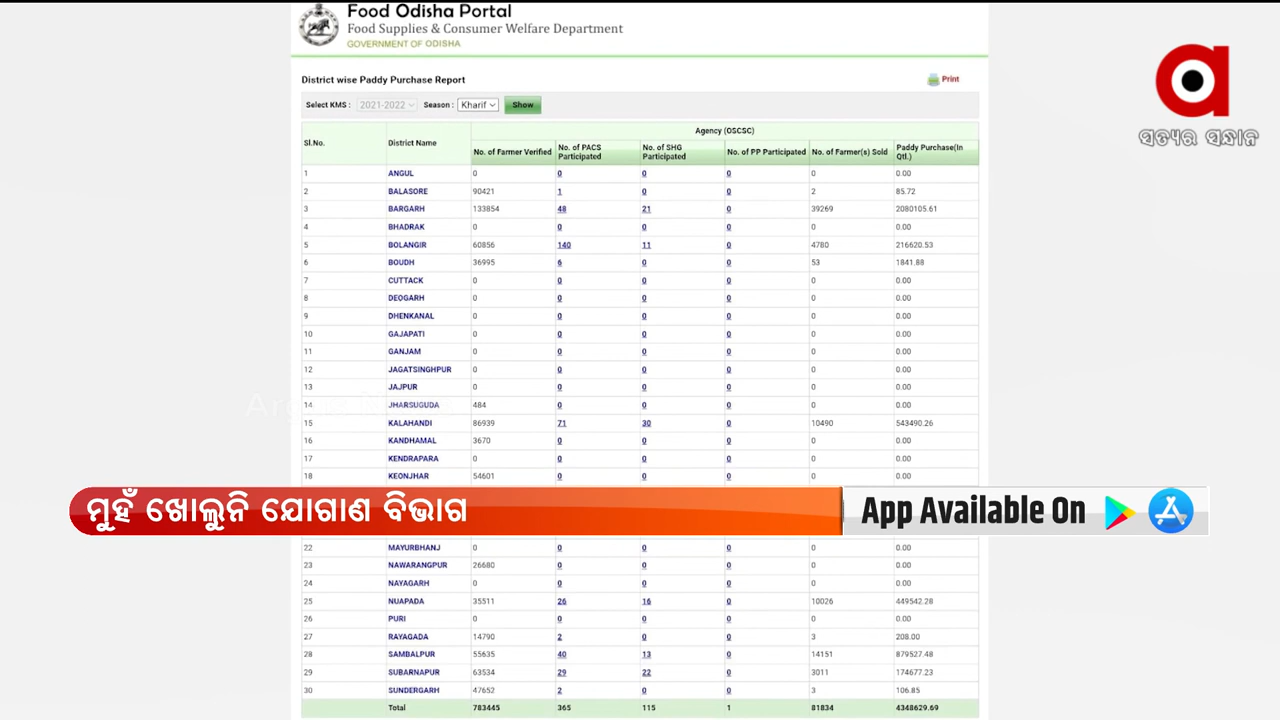 Food Odisha Portal
Food Supplies & Consumer Welfare Department
GOVERNMENT OF ODISHA
ସତ୍ୟର ସନ୍ଧାନ
District wise Paddy Purchase Report
Print
Select KMS : 2021-2022 Season : Kharif Show
Sl.No. District Name Agency (OSCSC)
No. of Farmer Verified No. of PACS Participated No. of SHG Participated No. of PP Participated No. of Farmer(s) Sold Paddy Purchase(In Qtl.)
1 ANGUL 0 0 0 0 0 0.00
2 BALASORE 90421 1 0 0 2 85.72
3 BARGARH 133854 48 21 0 39269 2080105.61
4 BHADRAK 0 0 0 0 0 0.00
5 BOLANGIR 60856 140 11 0 4780 216620.53
6 BOUDH 36995 6 0 0 53 1841.88
7 CUTTACK 0 0 0 0 0 0.00
8 DEOGARH 0 0 0 0 0 0.00
9 DHENKANAL 0 0 0 0 0 0.00
10 GAJAPATI 0 0 0 0 0 0.00
11 GANJAM 0 0 0 0 0 0.00
12 JAGATSINGHPUR 0 0 0 0 0 0.00
13 JAJPUR 0 0 0 0 0 0.00
14 JHARSUGUDA 484 0 0 0 0 0.00
15 KALAHANDI 86939 71 30 0 10490 543490.26
16 KANDHAMAL 3670 0 0 0 0 0.00
17 KENDRAPARA 0 0 0 0 0 0.00
18 KEONJHAR 54601 0 0 0 0 0.00
ମୁହଁ ଖୋଲୁନି ଯୋଗାଣ ବିଭାଗ
App Available On
22 MAYURBHANJ 0 0 0 0 0 0.00
23 NAWARANGPUR 26680 0 0 0 0 0.00
24 NAYAGARH 0 0 0 0 0 0.00
25 NUAPADA 35511 26 16 0 10026 449542.28
26 PURI 0 0 0 0 0 0.00
27 RAYAGADA 14790 2 0 0 3 208.00
28 SAMBALPUR 55635 40 13 0 14151 879527.48
29 SUBARNAPUR 63534 29 22 0 3011 174677.23
30 SUNDERGARH 47652 2 0 0 3 106.85
Total 783445 365 115 1 81834 4348629.69